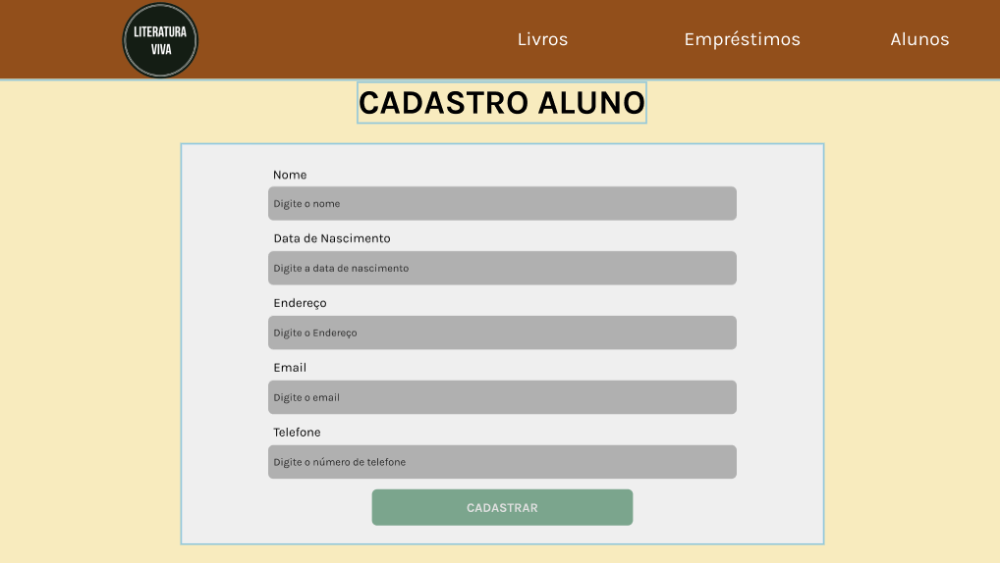 LITERATURA
VIVA
Livros
Empréstimos
Alunos
CADASTRO ALUNO
Nome
Digite o nome
Data de Nascimento
Digite a data de nascimento
Endereço
Digite o Endereço
Email
Digite o email
Telefone
Digite o número de telefone
CADASTRAR